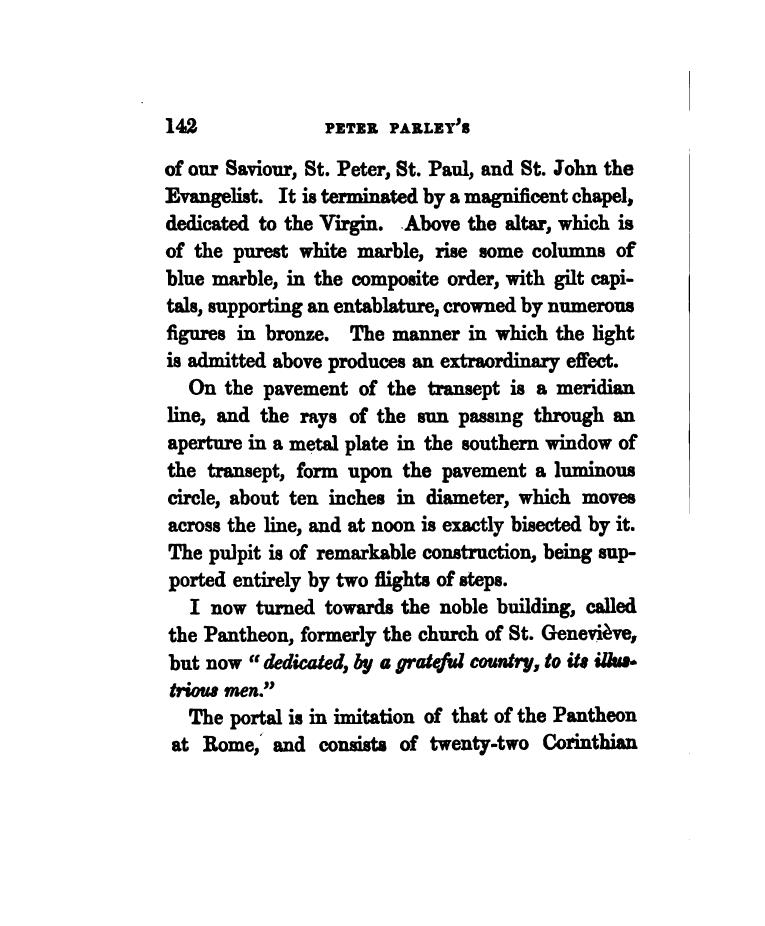 142 PETER PARLEY'S
of our Saviour, St. Peter, St. Paul, and St. John the
Evangelist. It is terminated by a magnificent chapel,
dedicated to the Virgin. Above the altar, which is
of the purest white marble, rise some columns of
blue marble, in the composite order, with gilt capi-
tals, supporting an entablature, crowned by numerous
figures in bronze. The manner in which the light
is admitted above produces an extraordinary effect.
On the pavement of the transept is a meridian
line, and the rays of the sun passing through an
aperture in a metal plate in the southern window of
the transept, form upon the pavement a luminous
circle, about ten inches in diameter, which moves
across the line, and at noon is exactly bisected by it.
The pulpit is of remarkable construction, being sup-
ported entirely by two flights of steps.
I now turned towards the noble building, called
the Pantheon, formerly the church of St. Geneviève,
but now "dedicated, by a grateful country, to its illus-
trious men."
The portal is in imitation of that of the Pantheon
at Rome, and consists of twenty-two Corinthian